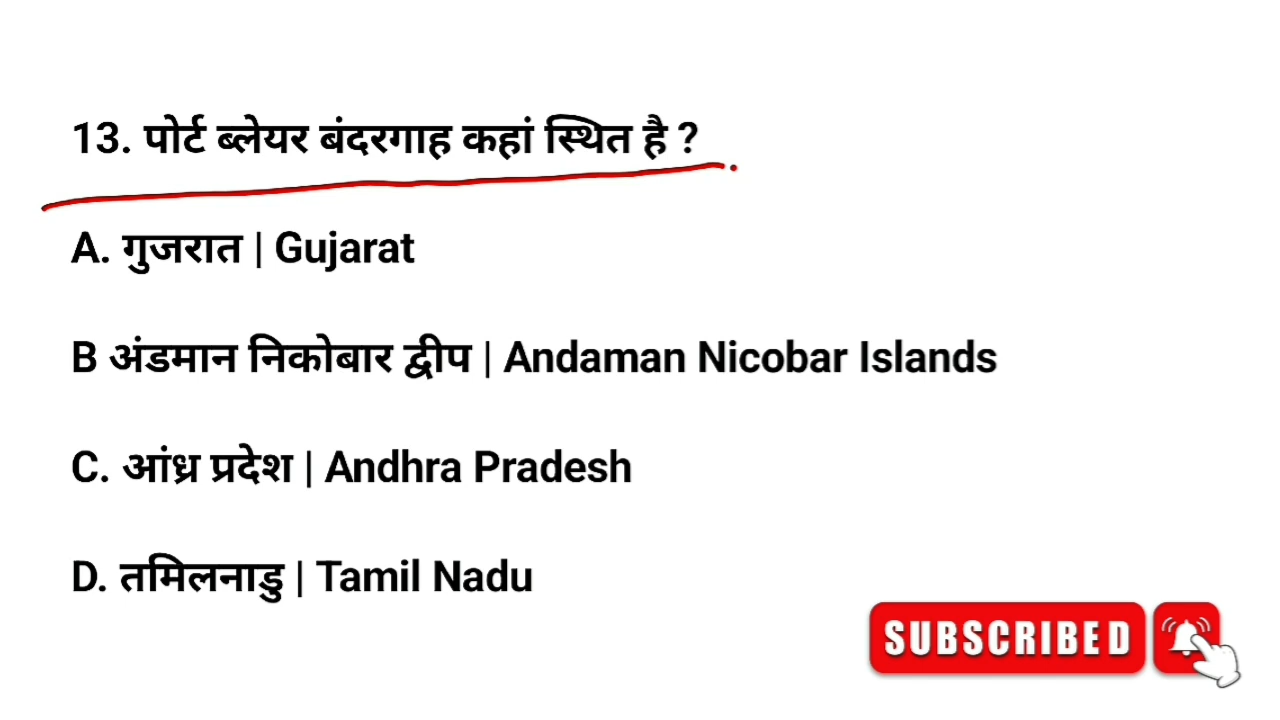 13. पोर्ट ब्लेयर बंदरगाह कहां स्थित है ?
A. गुजरात | Gujarat
B अंडमान निकोबार द्वीप | Andaman Nicobar Islands
C. आंध्र प्रदेश | Andhra Pradesh
D. तमिलनाडु | Tamil Nadu
SUBSCRIBED